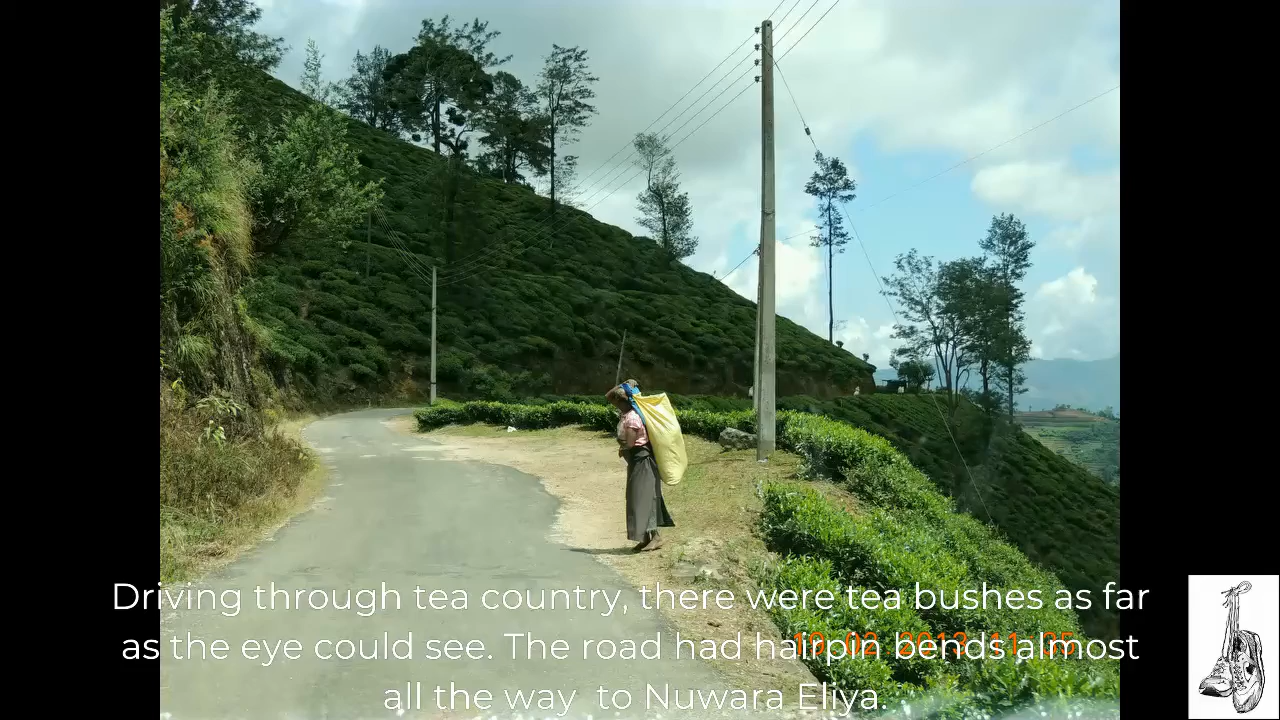 Driving through tea country, there were tea bushes as far
as the eye could see. The road had hairpin bends almost
all the way  to Nuwara Eliya.